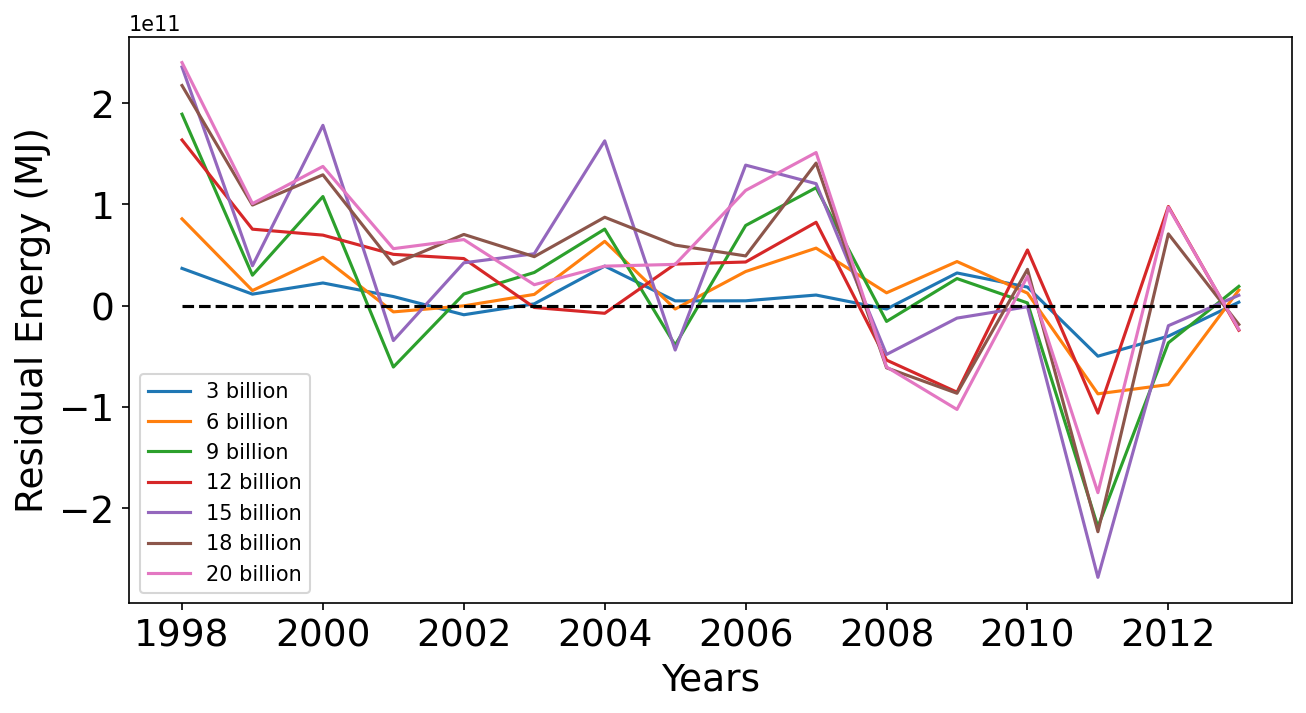 1e11
Residual Energy (MJ)
2
1
0
−1
−2
3 billion
6 billion
9 billion
12 billion
15 billion
18 billion
20 billion
1998 2000 2002 2004 2006 2008 2010 2012
Years